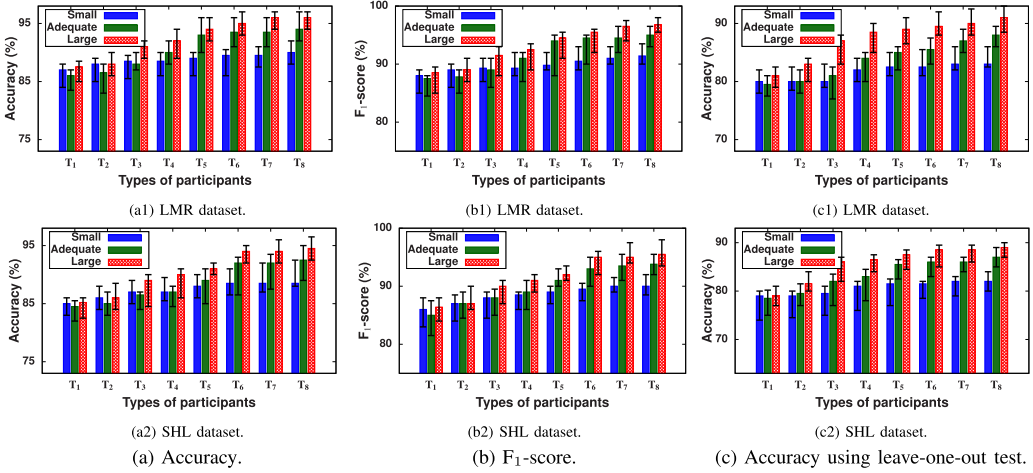 Small
Adequate
Large
95
85
75
Accuracy (%)
T1 T2 T3 T4 T5 T6 T7 T8
Types of participants
(a1) LMR dataset.
Small
Adequate
Large
100
90
80
F1-score (%)
T1 T2 T3 T4 T5 T6 T7 T8
Types of participants
(b1) LMR dataset.
Small
Adequate
Large
90
80
70
Accuracy (%)
T1 T2 T3 T4 T5 T6 T7 T8
Types of participants
(c1) LMR dataset.
Small
Adequate
Large
95
85
75
Accuracy (%)
T1 T2 T3 T4 T5 T6 T7 T8
Types of participants
(a2) SHL dataset.
Small
Adequate
Large
100
90
80
F1-score (%)
T1 T2 T3 T4 T5 T6 T7 T8
Types of participants
(b2) SHL dataset.
Small
Adequate
Large
90
80
70
Accuracy (%)
T1 T2 T3 T4 T5 T6 T7 T8
Types of participants
(c2) SHL dataset.
(a) Accuracy.
(b) F1-score.
(c) Accuracy using leave-one-out test.